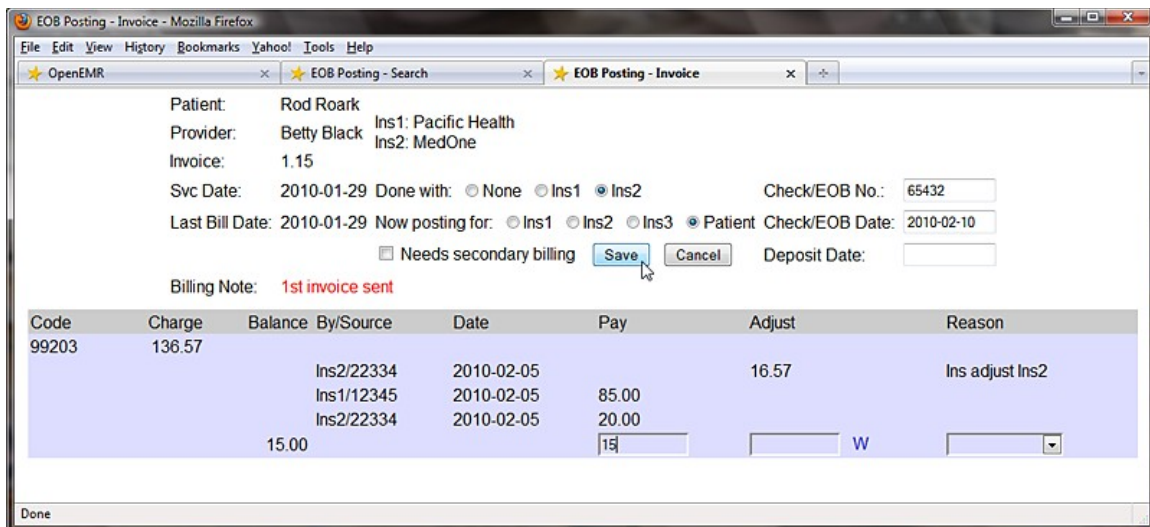 EOB Posting - Invoice - Mozilla Firefox
File Edit View History Bookmarks Yahoo! Tools Help
OpenEMR EOB Posting - Search EOB Posting - Invoice
Patient: Rod Roark
Ins1: Pacific Health
Provider: Betty Black
Ins2: MedOne
Invoice: 1.15
Svc Date: 2010-01-29 Done with: None Ins1 Ins2 Check/EOB No.: 65432
Last Bill Date: 2010-01-29 Now posting for: Ins1 Ins2 Ins3 Patient Check/EOB Date: 2010-02-10
Needs secondary billing Save Cancel Deposit Date:
Billing Note: 1st invoice sent
Code Charge Balance By/Source Date Pay Adjust Reason
99203 136.57
Ins2/22334 2010-02-05 16.57 Ins adjust Ins2
Ins1/12345 2010-02-05 85.00
Ins2/22334 2010-02-05 20.00
15.00 15 W
Done